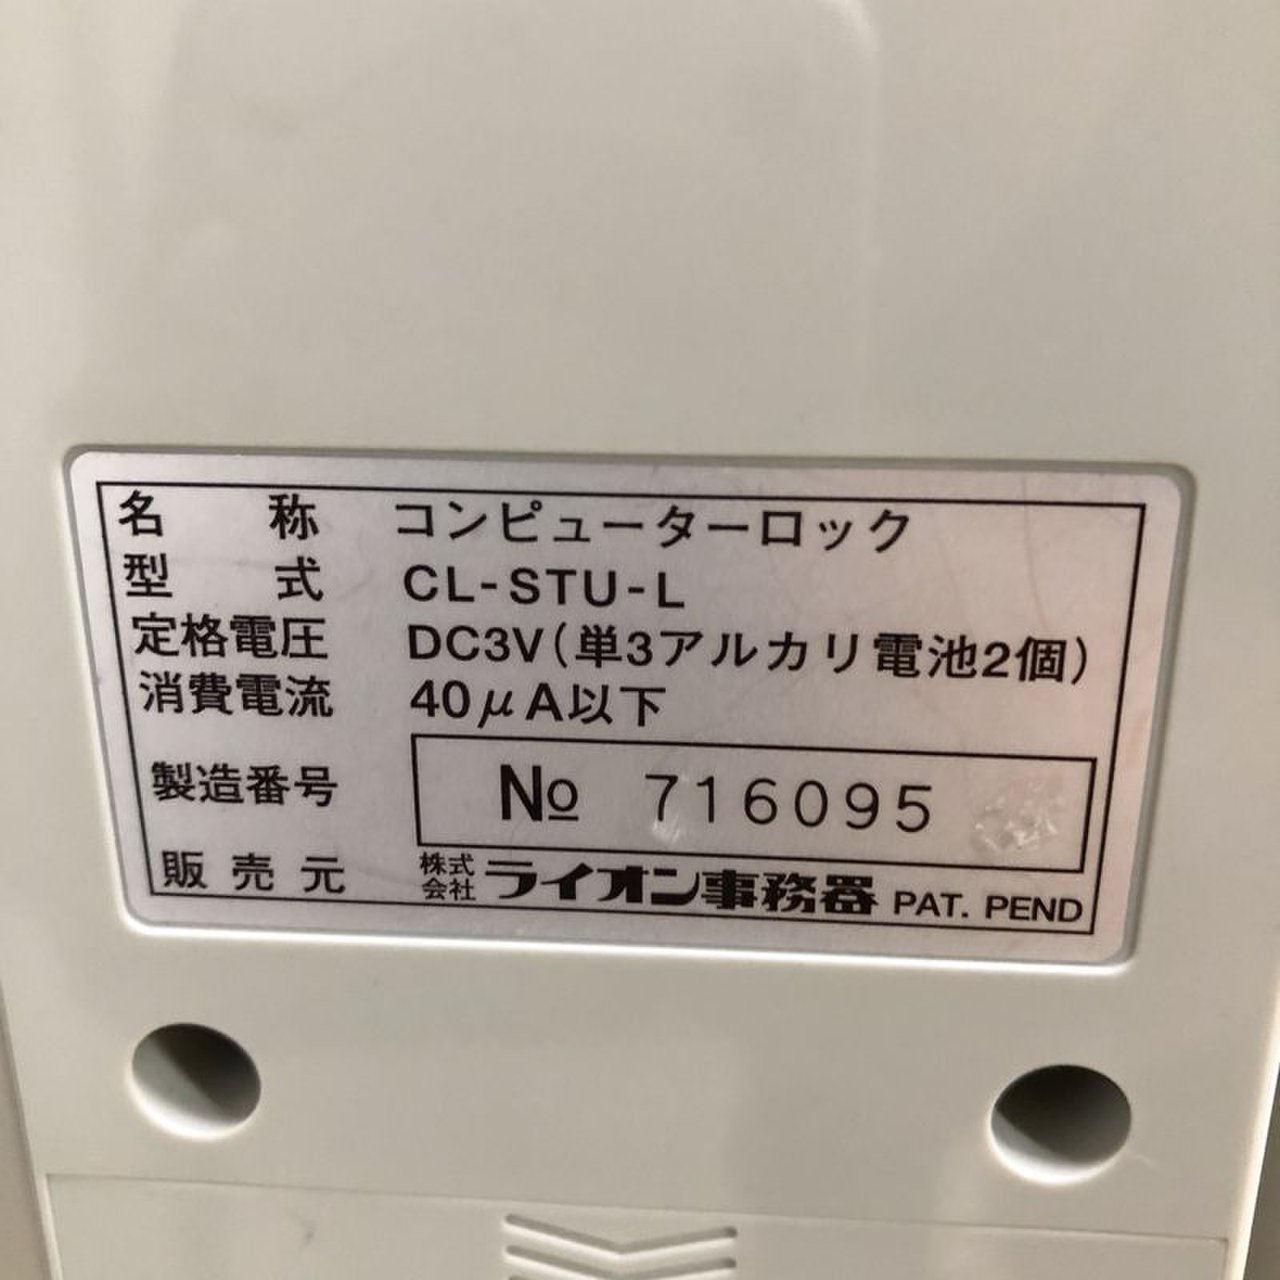 名称 コンピューターロック
型式 CL-STU-L
定格電圧 DC3V(単3アルカリ電池2個)
消費電流 40μA以下
製造番号 № 716095
販売元 株式会社 ライオン事務器 PAT. PEND